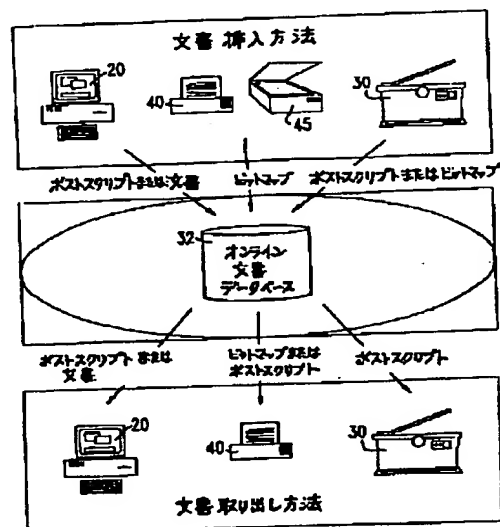 文書 挿入方法
20
40
45
30
ポストスクリプトまたは文書
ビットマップ
ポストスクリプトまたはビットマップ
32
オンライン
文書
データベース
ポストスクリプト または
文書
ビットマップまたは
ポストスクリプト
ポストスクリプト
20
40
30
文書 取り出し方法